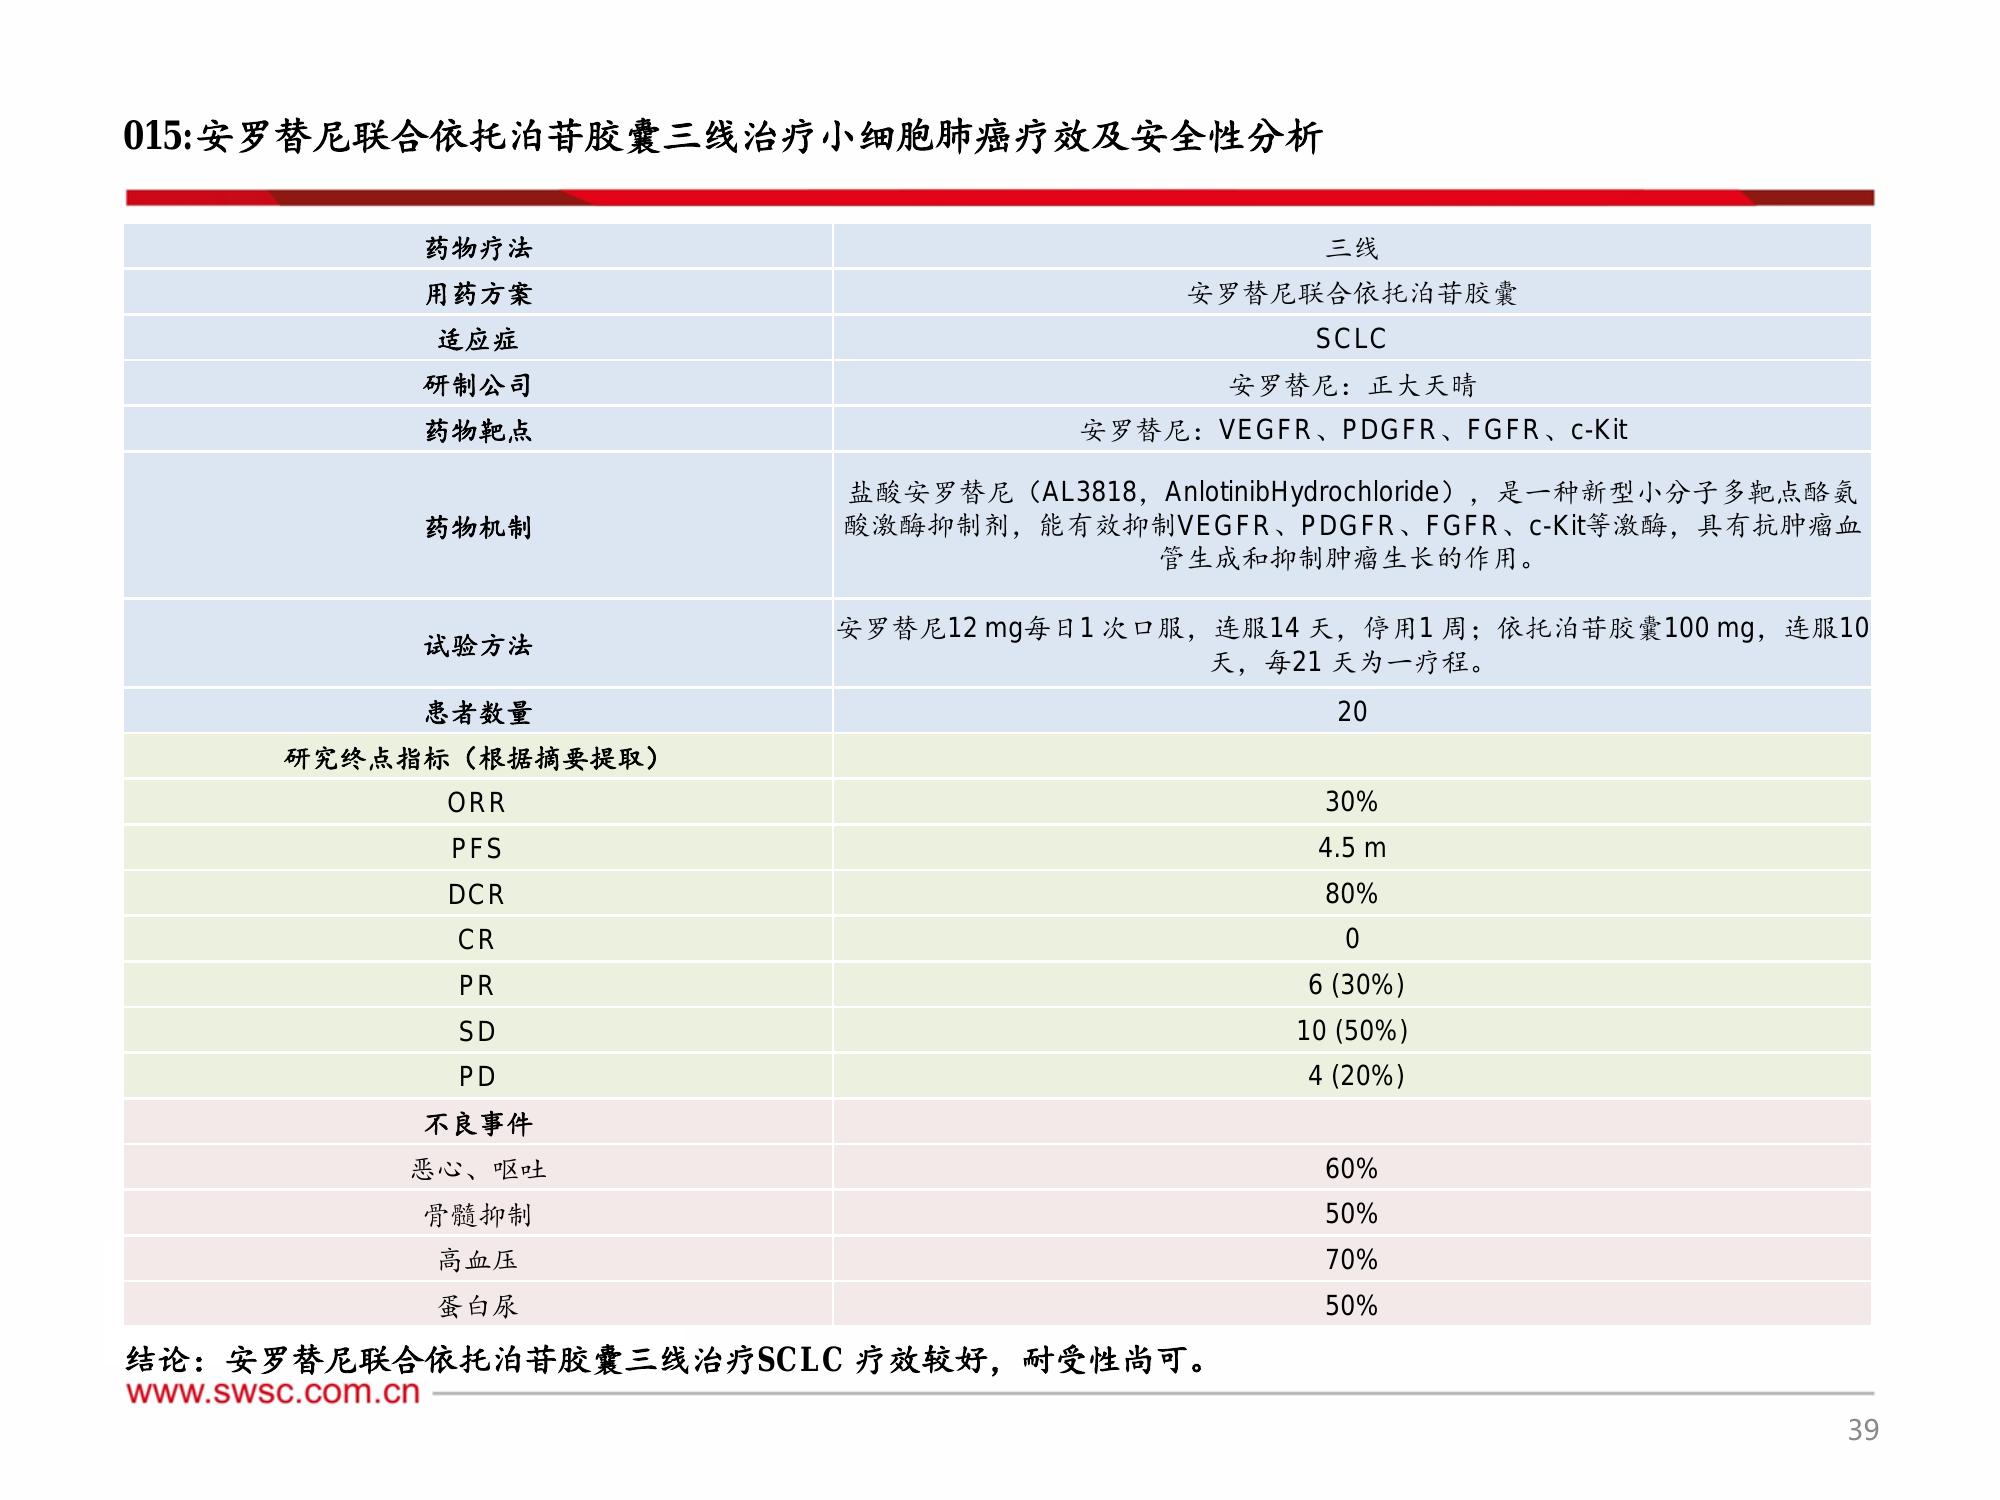 015:安罗替尼联合依托泊苷胶囊三线治疗小细胞肺癌疗效及安全性分析
药物疗法 三线
用药方案 安罗替尼联合依托泊苷胶囊
适应症 SCLC
研制公司 安罗替尼：正大天晴
药物靶点 安罗替尼：VEGFR、PDGFR、FGFR、c-Kit
药物机制
盐酸安罗替尼（AL3818，AnlotinibHydrochloride），是一种新型小分子多靶点酪氨
酸激酶抑制剂，能有效抑制VEGFR、PDGFR、FGFR、c-Kit等激酶，具有抗肿瘤血
管生成和抑制肿瘤生长的作用。
试验方法
安罗替尼12 mg每日1 次口服，连服14 天，停用1 周；依托泊苷胶囊100 mg，连服10
天，每21 天为一疗程。
患者数量 20
研究终点指标（根据摘要提取）
ORR 30%
PFS 4.5 m
DCR 80%
CR 0
PR 6 (30%)
SD 10 (50%)
PD 4 (20%)
不良事件
恶心、呕吐 60%
骨髓抑制 50%
高血压 70%
蛋白尿 50%
结论：安罗替尼联合依托泊苷胶囊三线治疗SCLC 疗效较好，耐受性尚可。
www.swsc.com.cn
39